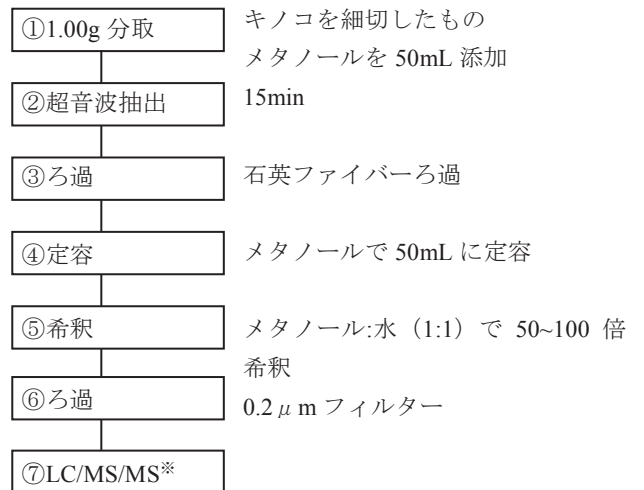 ①1.00g 分取
キノコを細切したもの
メタノールを 50mL 添加
②超音波抽出
15min
③ろ過
石英ファイバーろ過
④定容
メタノールで 50mL に定容
⑤希釈
メタノール:水（1:1）で 50~100 倍
希釈
⑥ろ過
0.2μm フィルター
⑦LC/MS/MS※